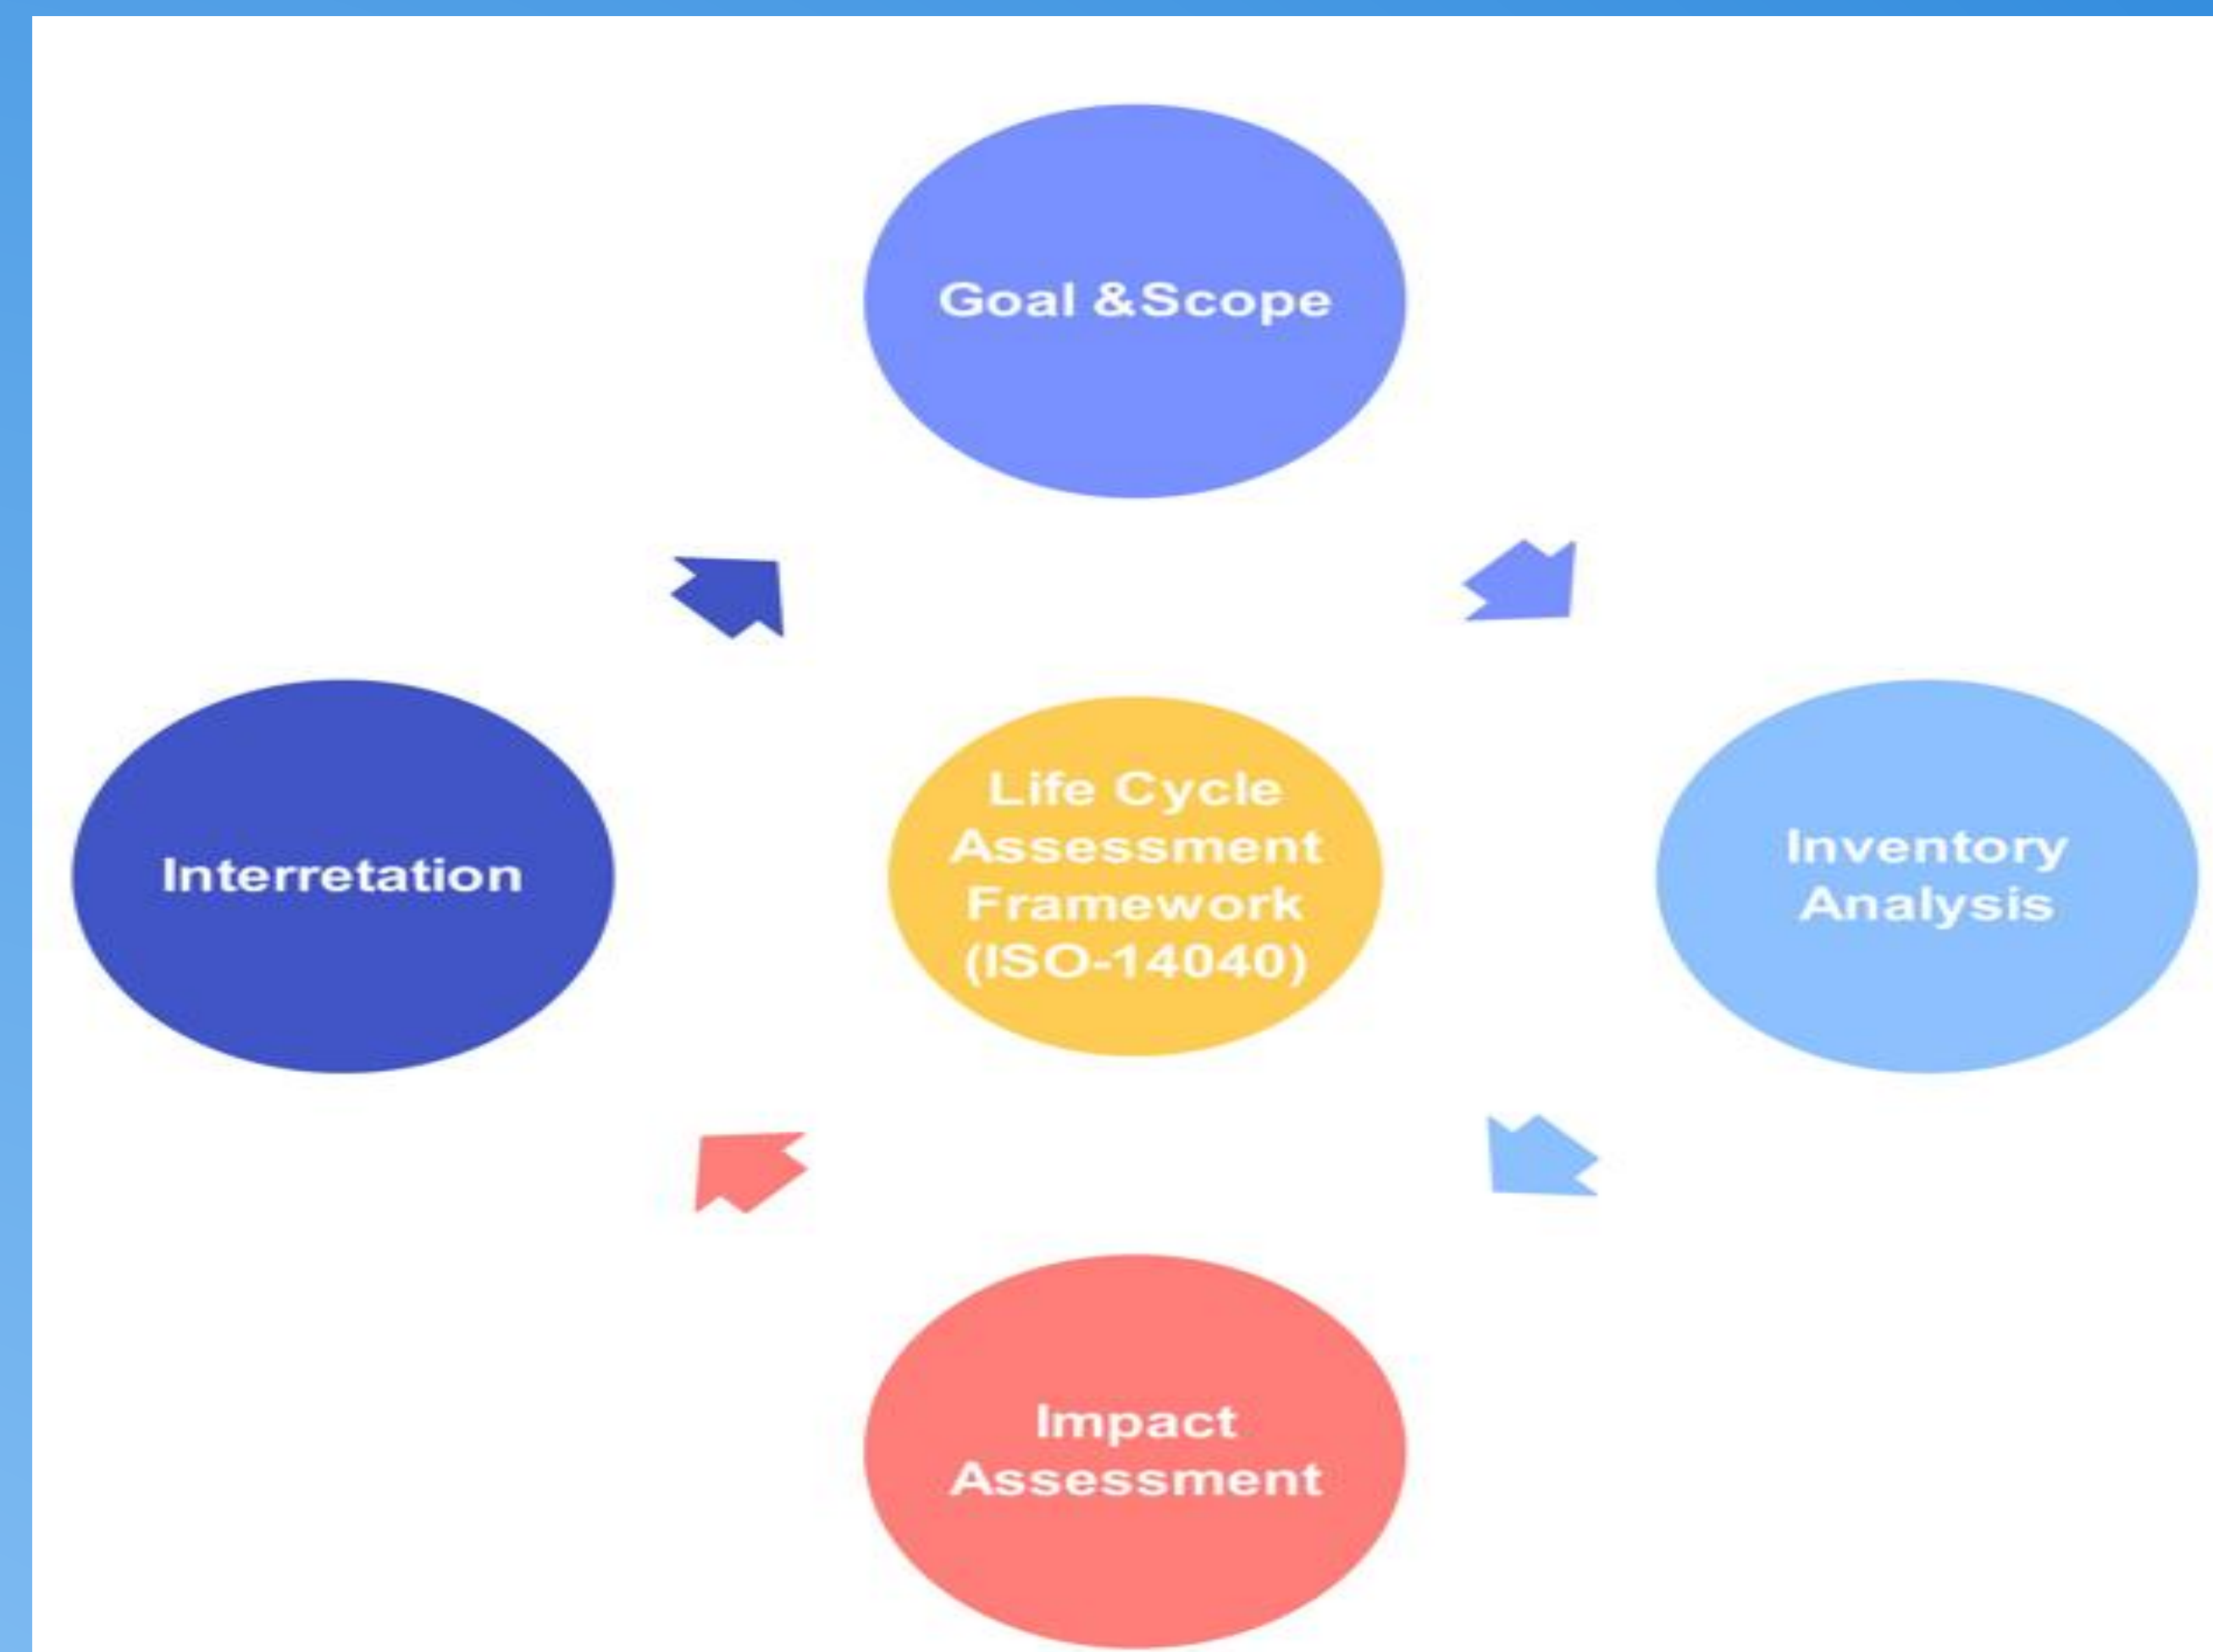 Goal &Scope
Interretation
Life Cycle
Assessment
Framework
(ISO-14040)
Inventory
Analysis
Impact
Assessment